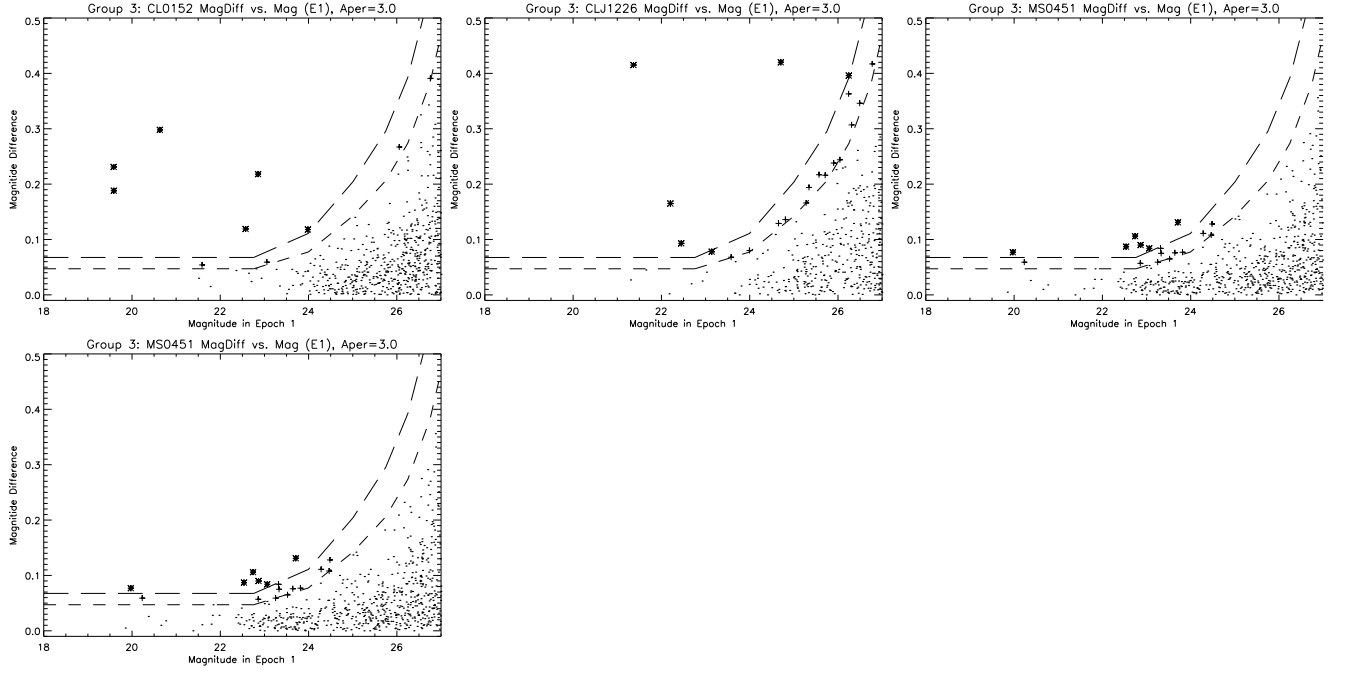 Group 3: CL0152 MagDiff vs. Mag (E1), Aper=3.0
0.5
0.4
0.3
0.2
0.1
0.0
Magnitide Difference
18 20 22 24 26
Magnitude in Epoch 1
Group 3: CLJ1226 MagDiff vs. Mag (E1), Aper=3.0
0.5
0.4
0.3
0.2
0.1
0.0
Magnitide Difference
18 20 22 24 26
Magnitude in Epoch 1
Group 3: MS0451 MagDiff vs. Mag (E1), Aper=3.0
0.5
0.4
0.3
0.2
0.1
0.0
Magnitide Difference
18 20 22 24 26
Magnitude in Epoch 1
Group 3: MS0451 MagDiff vs. Mag (E1), Aper=3.0
0.5
0.4
0.3
0.2
0.1
0.0
Magnitide Difference
18 20 22 24 26
Magnitude in Epoch 1